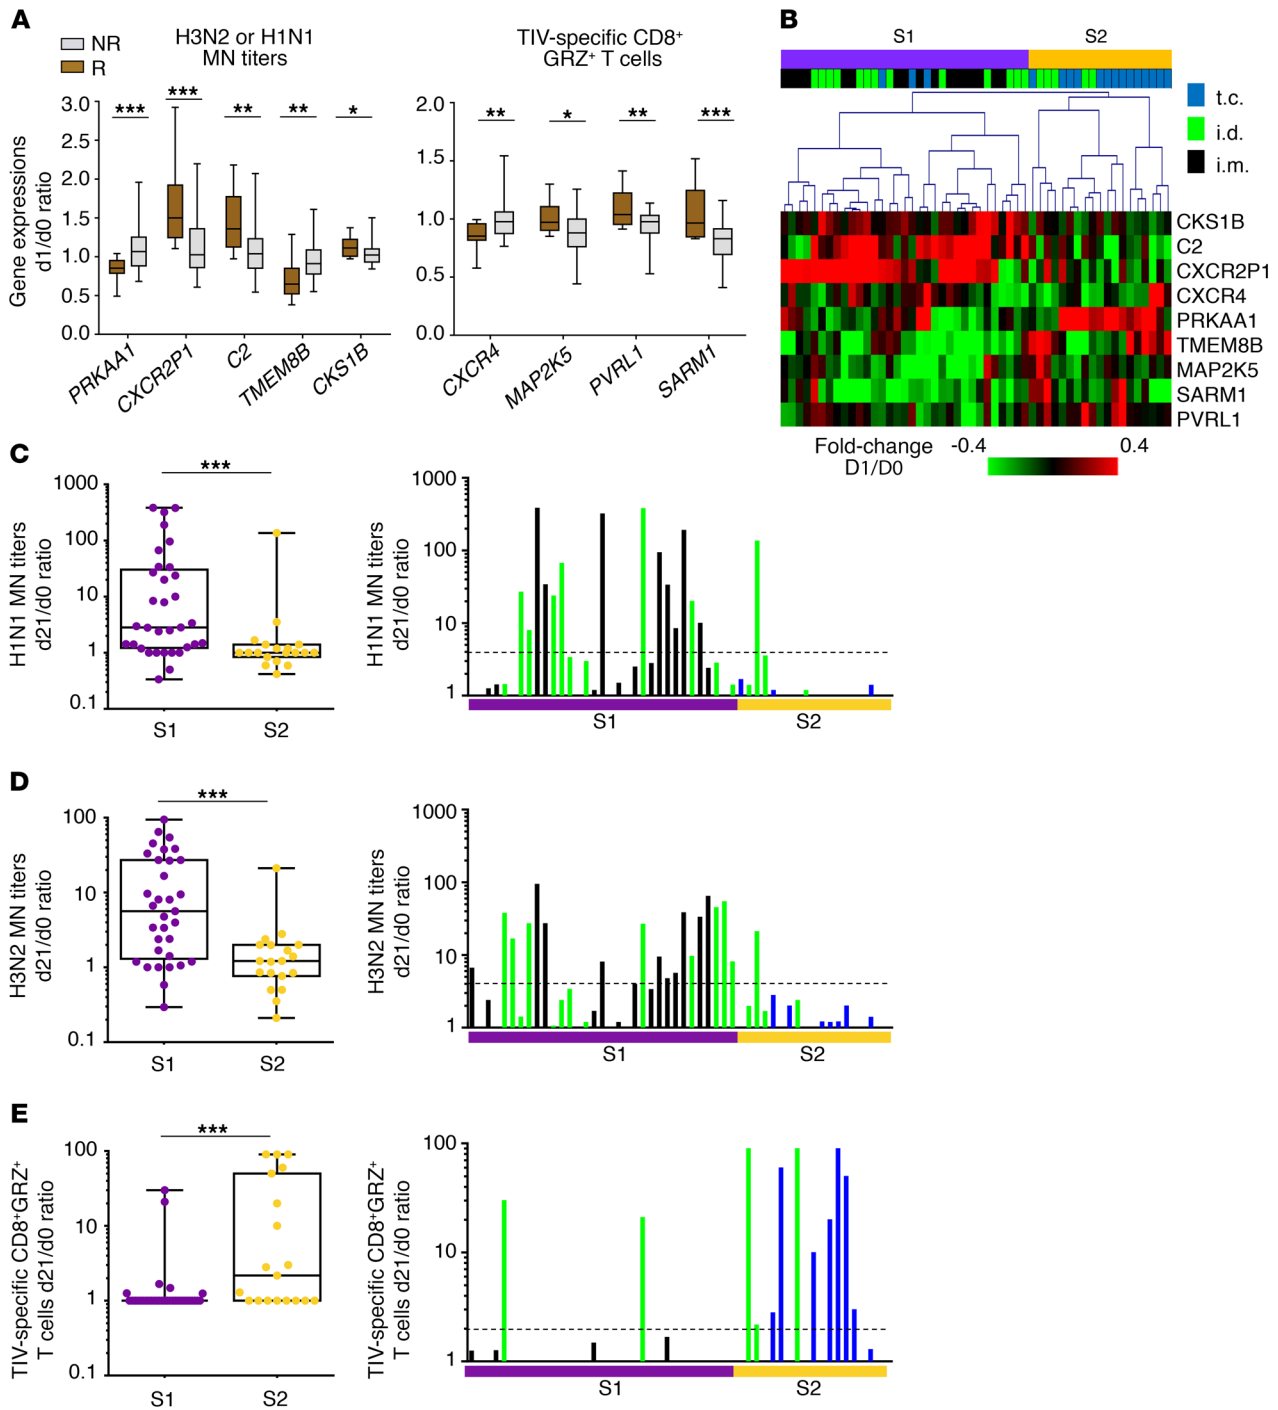 A
NR
R
H3N2 or H1N1
MN titers
Gene expressions
d1/d0 ratio
3.0
2.5
2.0
1.5
1.0
0.5
0.0
***
***
**
**
*
PRKAA1
CXCR2P1
C2
TMEM8B
CKS1B
TIV-specific CD8+
GRZ+ T cells
2.0
1.5
1.0
0.5
0.0
**
*
**
***
CXCR4
MAP2K5
PVRL1
SARM1
B
S1
S2
t.c.
i.d.
i.m.
CKS1B
C2
CXCR2P1
CXCR4
PRKAA1
TMEM8B
MAP2K5
SARM1
PVRL1
Fold-change
D1/D0
-0.4
0.4
C
H1N1 MN titers
d21/d0 ratio
1000
100
10
1
0.1
***
S1
S2
H1N1 MN titers
d21/d0 ratio
1000
100
10
1
S1
S2
D
H3N2 MN titers
d21/d0 ratio
100
10
1
0.1
***
S1
S2
H3N2 MN titers
d21/d0 ratio
1000
100
10
1
S1
S2
E
TIV-specific CD8+GRZ+
T cells d21/d0 ratio
100
10
1
0.1
***
S1
S2
TIV-specific CD8+GRZ+
T cells d21/d0 ratio
100
10
1
S1
S2